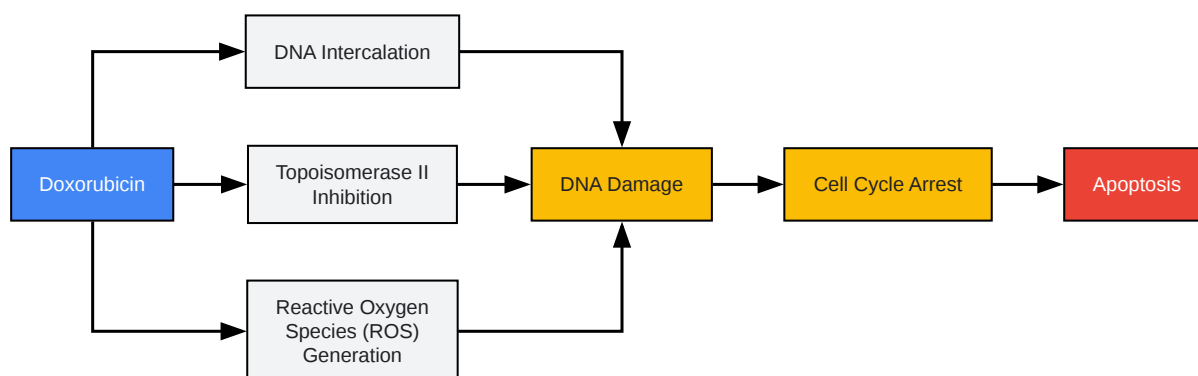 DNA Intercalation
Doxorubicin
Topoisomerase II
Inhibition
DNA Damage
Cell Cycle Arrest
Apoptosis
Reactive Oxygen
Species (ROS)
Generation